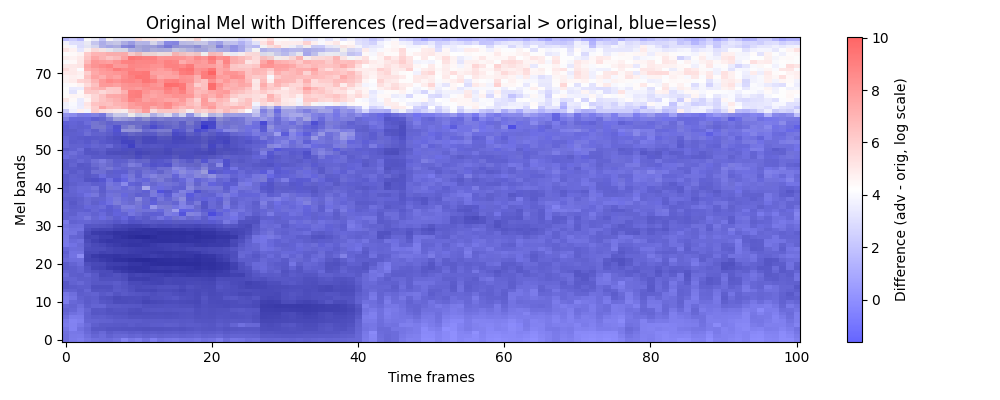 Original Mel with Differences (red=adversarial > original, blue=less)
Mel bands
70
60
50
40
30
20
10
0
0 20 40 60 80 100
Time frames
10
8
6
4
2
0
Difference (adv - orig, log scale)